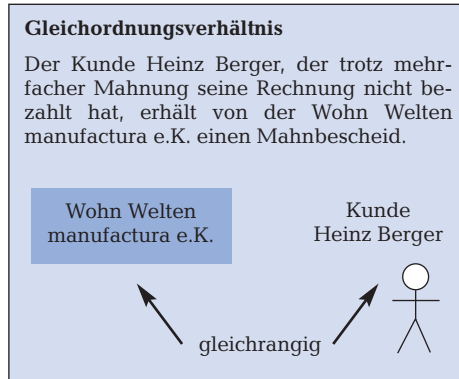 Gleichordnungsverhältnis
Der Kunde Heinz Berger, der trotz mehr-
facher Mahnung seine Rechnung nicht be-
zahlt hat, erhält von der Wohn Welten
manufactura e.K. einen Mahnbescheid.
Wohn Welten
manufactura e.K.
Kunde
Heinz Berger
gleichrangig